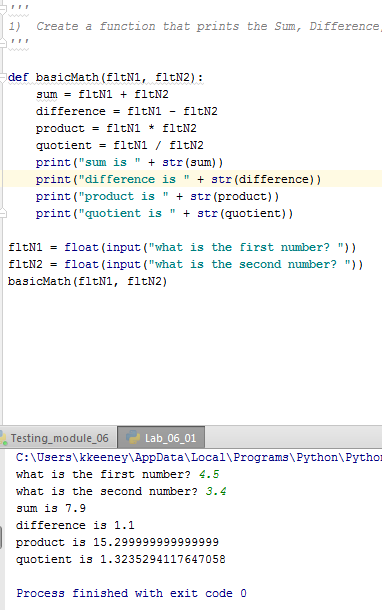 '''
1) Create a function that prints the Sum, Difference,
'''
def basicMath(fltN1, fltN2):
    sum = fltN1 + fltN2
    difference = fltN1 - fltN2
    product = fltN1 * fltN2
    quotient = fltN1 / fltN2
    print("sum is " + str(sum))
    print("difference is " + str(difference))
    print("product is " + str(product))
    print("quotient is " + str(quotient))
fltN1 = float(input("what is the first number? "))
fltN2 = float(input("what is the second number? "))
basicMath(fltN1, fltN2)
Testing_module_06 Lab_06_01
C:\Users\kkeeney\AppData\Local\Programs\Python\Python
what is the first number? 4.5
what is the second number? 3.4
sum is 7.9
difference is 1.1
product is 15.299999999999999
quotient is 1.3235294117647058
Process finished with exit code 0